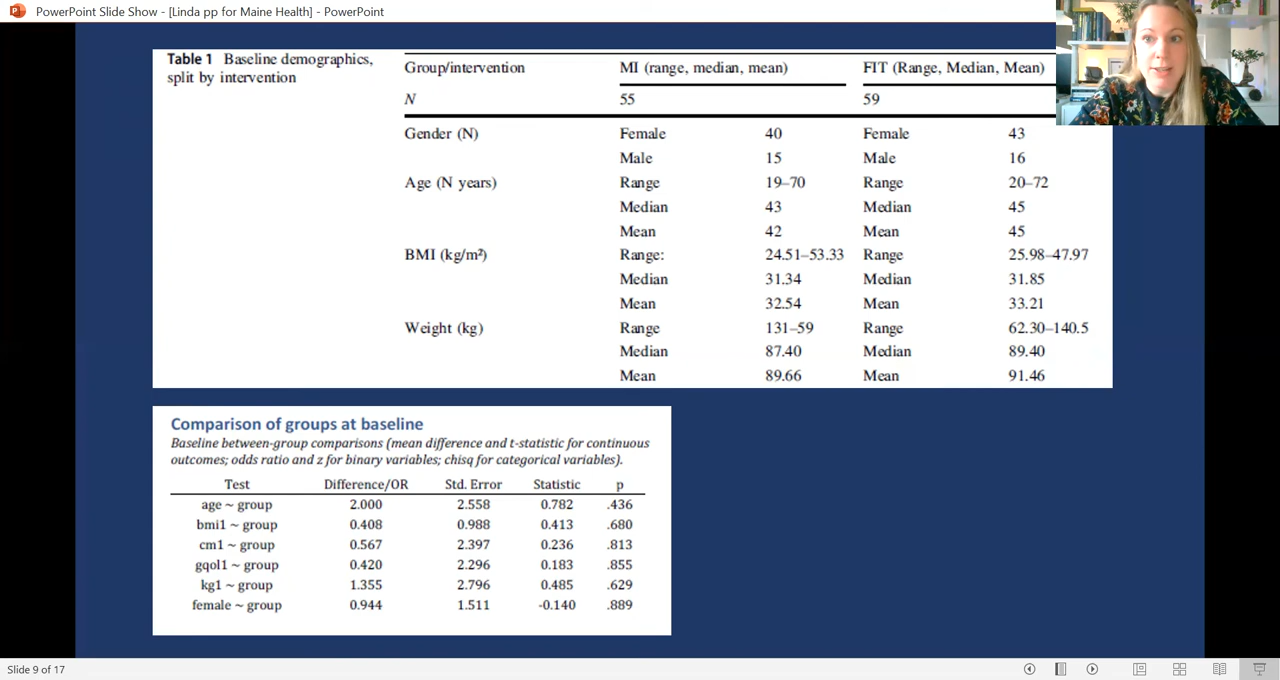 PowerPoint Slide Show - [Linda pp for Maine Health] - PowerPoint
Table 1 Baseline demographics,
split by intervention
Group/intervention MI (range, median, mean) FIT (Range, Median, Mean)
N 55 59
Gender (N) Female 40 Female 43
Male 15 Male 16
Age (N years) Range 19–70 Range 20–72
Median 43 Median 45
Mean 42 Mean 45
BMI (kg/m²) Range: 24.51–53.33 Range 25.98–47.97
Median 31.34 Median 31.85
Mean 32.54 Mean 33.21
Weight (kg) Range 131–59 Range 62.30–140.5
Median 87.40 Median 89.40
Mean 89.66 Mean 91.46
Comparison of groups at baseline
Baseline between-group comparisons (mean difference and t-statistic for continuous
outcomes; odds ratio and z for binary variables; chisq for categorical variables).
Test Difference/OR Std. Error Statistic p
age ~ group 2.000 2.558 0.782 .436
bmi1 ~ group 0.408 0.988 0.413 .680
cm1 ~ group 0.567 2.397 0.236 .813
gqol1 ~ group 0.420 2.296 0.183 .855
kg1 ~ group 1.355 2.796 0.485 .629
female ~ group 0.944 1.511 -0.140 .889
Slide 9 of 17